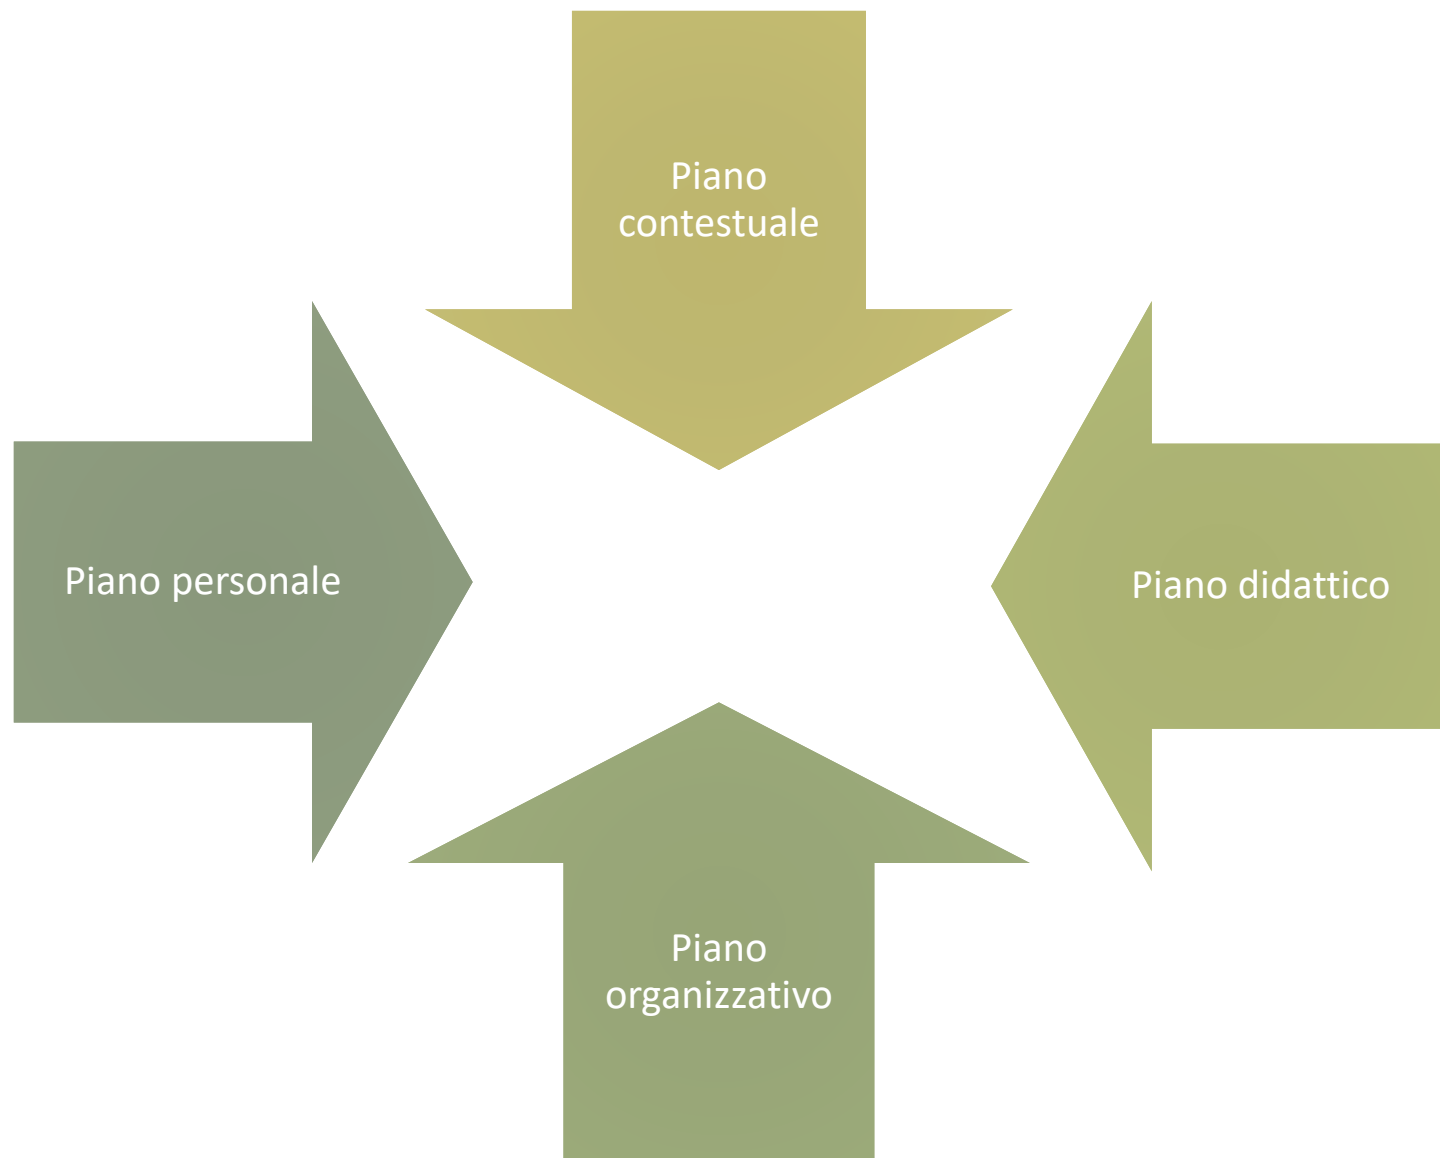 Piano
contestuale
Piano personale
Piano didattico
Piano
organizzativo